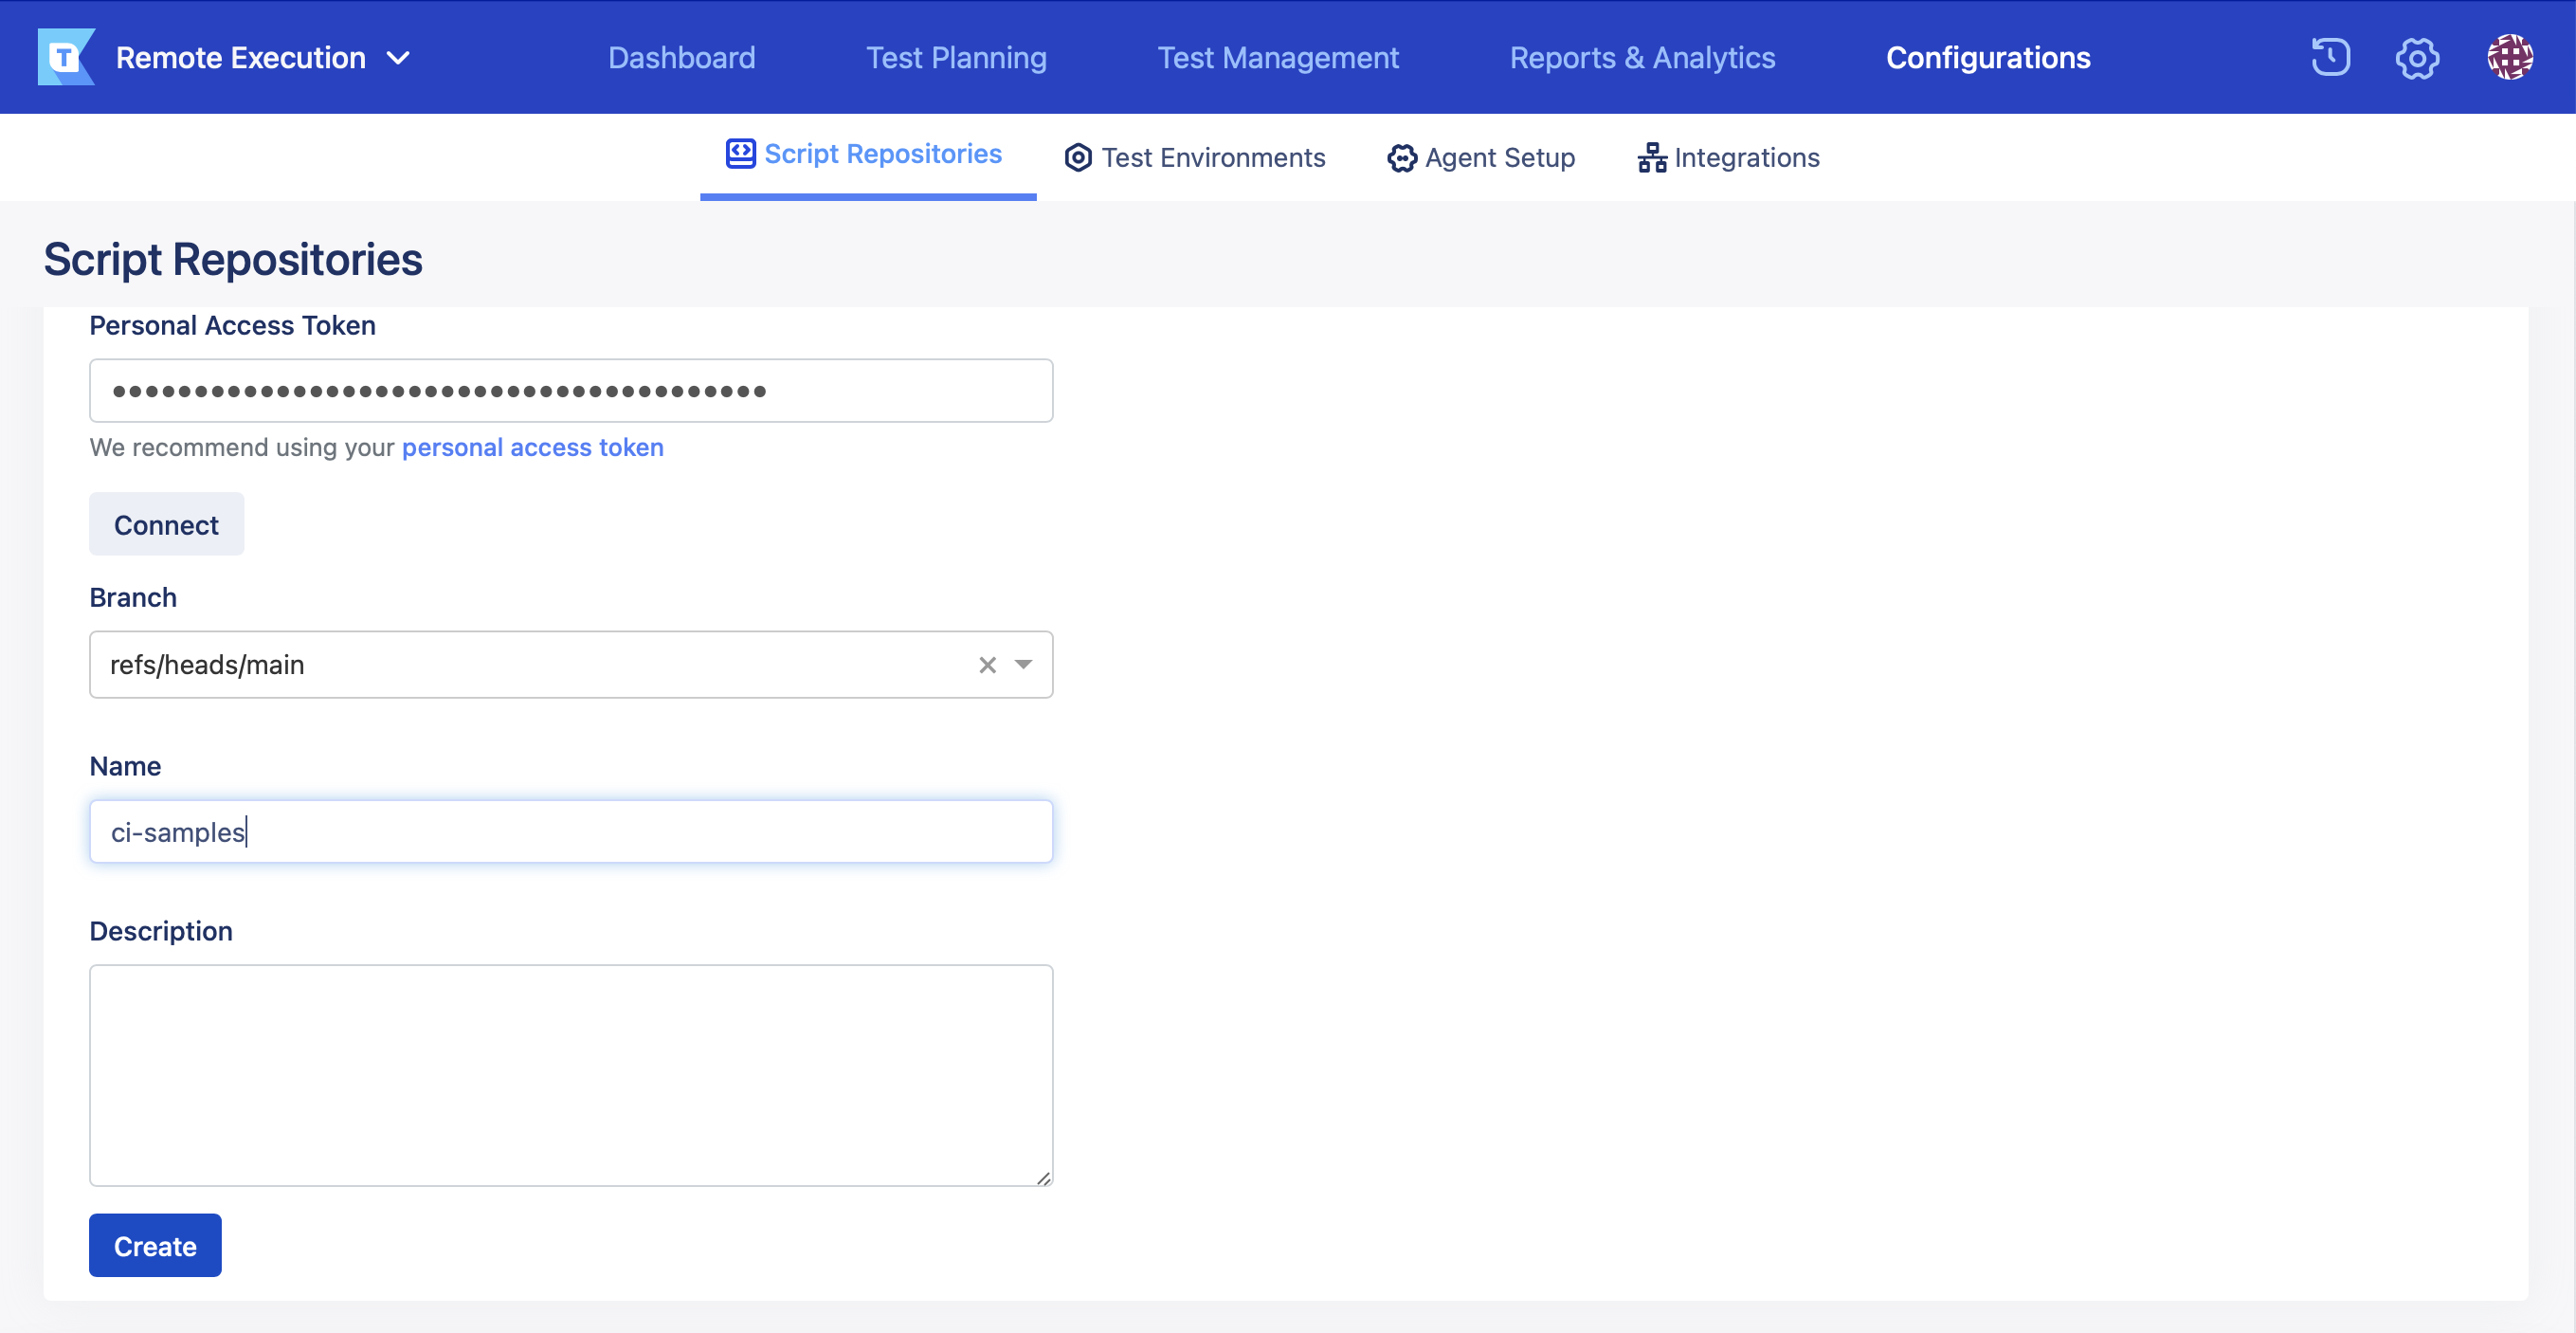 T Remote Execution Dashboard Test Planning Test Management Reports & Analytics Configurations
Script Repositories Test Environments Agent Setup Integrations
Script Repositories
Personal Access Token
••••••••••••••••••••••••••••••••••••••••
We recommend using your personal access token
Connect
Branch
refs/heads/main
Name
ci-samples
Description
Create